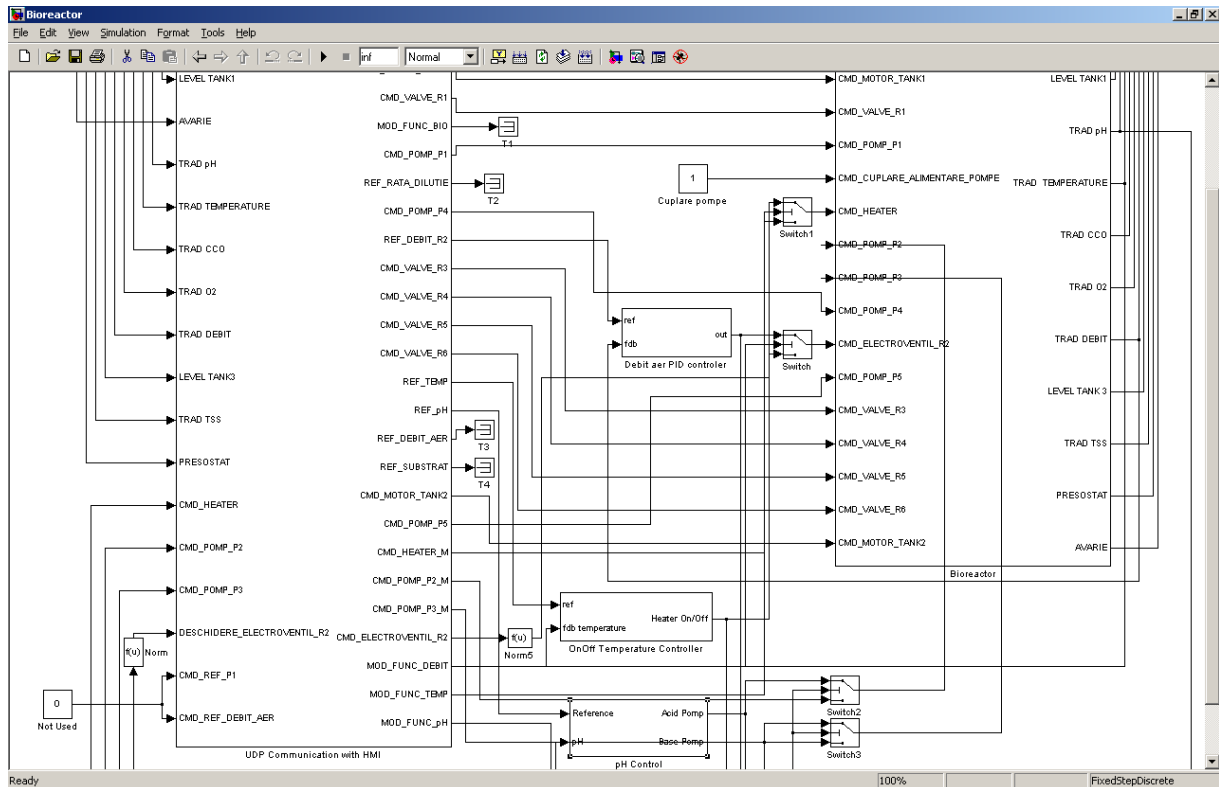 Bioreactor
File Edit View Simulation Format Tools Help
inf Normal
LEVEL TANK1
AVARIE
TRAD pH
TRAD TEMPERATURE
TRAD CCO
TRAD O2
TRAD DEBIT
LEVEL TANK3
TRAD TSS
PRESOSTAT
CMD_HEATER
CMD_POMP_P2
CMD_POMP_P3
DESCHIDERE_ELECTROVENTIL_R2
CMD_REF_P1
CMD_REF_DEBIT_AER
f(u) Norm
0
Not Used
CMD_VALVE_R1
MOD_FUNC_BIO
CMD_POMP_P1
REF_RATA_DILUTIE
CMD_POMP_P4
REF_DEBIT_R2
CMD_VALVE_R3
CMD_VALVE_R4
CMD_VALVE_R5
CMD_VALVE_R6
REF_TEMP
REF_pH
REF_DEBIT_AER
REF_SUBSTRAT
CMD_MOTOR_TANK2
CMD_POMP_P5
CMD_HEATER_M
CMD_POMP_P2_M
CMD_POMP_P3_M
CMD_ELECTROVENTIL_R2
MOD_FUNC_DEBIT
MOD_FUNC_TEMP
MOD_FUNC_pH
UDP Communication with HMI
T1
T2
T3
T4
1
Cuplare pompe
ref
fdb
out
Debit aer PID controler
f(u)
Norm5
ref
fdb temperature
Heater On/Off
OnOff Temperature Controller
Reference
pH
Acid Pomp
Base Pomp
pH Control
Switch1
Switch
Switch2
Switch3
CMD_MOTOR_TANK1
CMD_VALVE_R1
CMD_POMP_P1
CMD_CUPLARE_ALIMENTARE_POMPE
CMD_HEATER
CMD_POMP_P2
CMD_POMP_P3
CMD_POMP_P4
CMD_ELECTROVENTIL_R2
CMD_POMP_P5
CMD_VALVE_R3
CMD_VALVE_R4
CMD_VALVE_R5
CMD_VALVE_R6
CMD_MOTOR_TANK2
LEVEL TANK1
TRAD pH
TRAD TEMPERATURE
TRAD CCO
TRAD O2
TRAD DEBIT
LEVEL TANK 3
TRAD TSS
PRESOSTAT
AVARIE
Bioreactor
Ready 100% FixedStepDiscrete